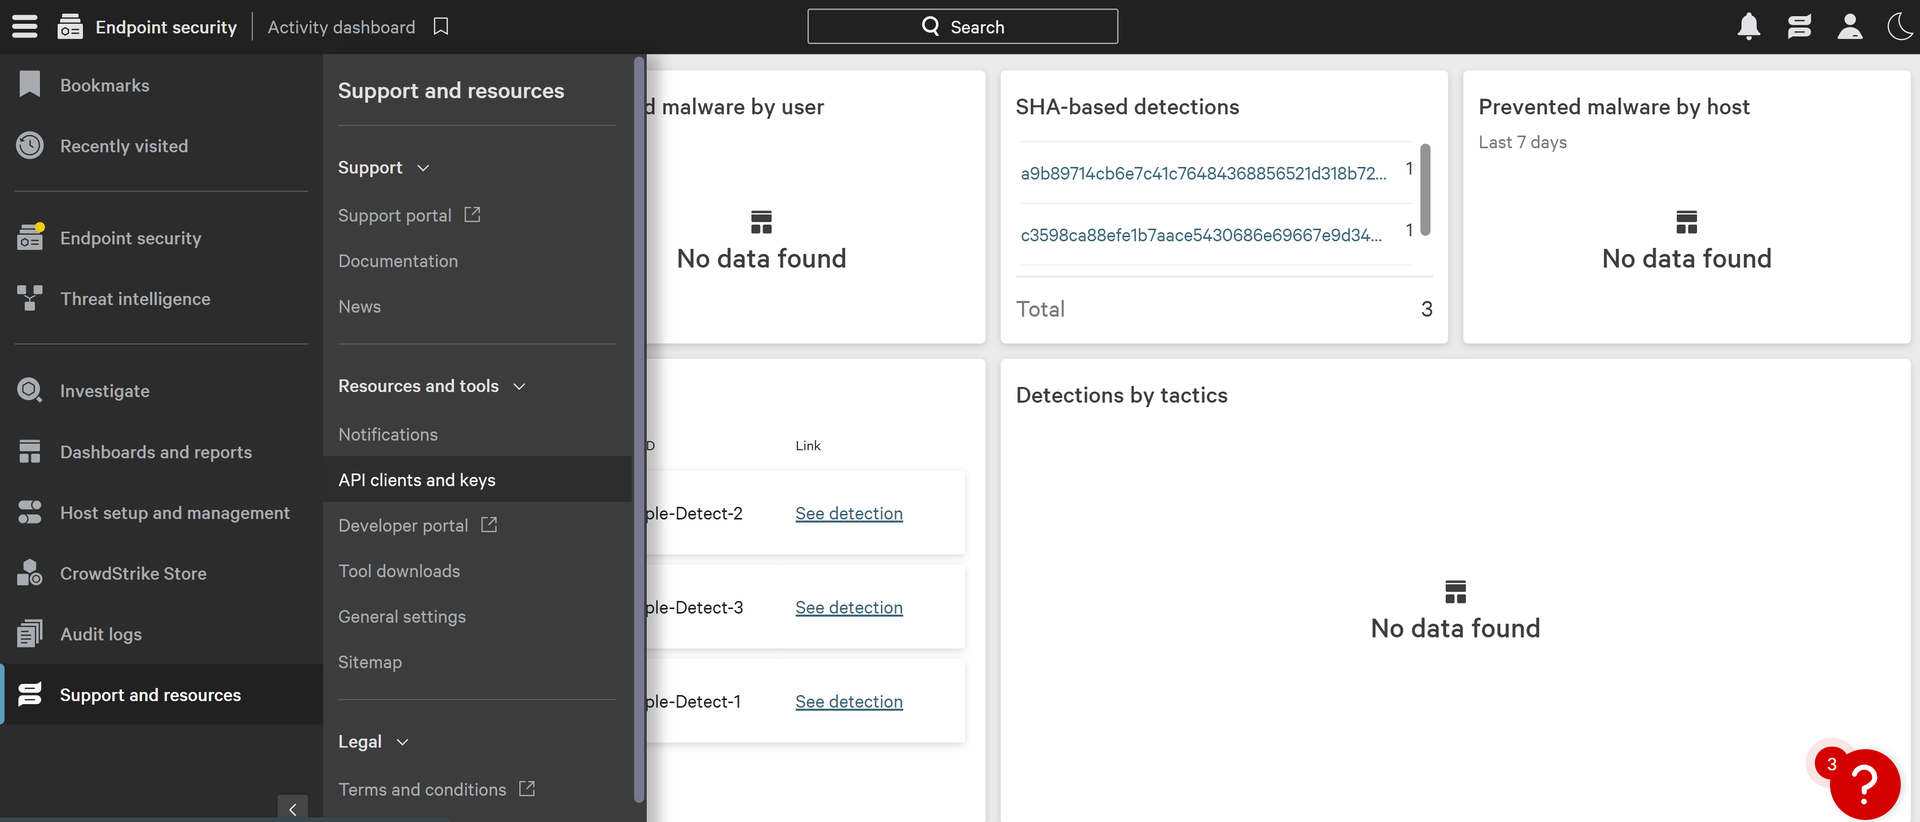 Endpoint security
Activity dashboard
Search
Bookmarks
Recently visited
Endpoint security
Threat intelligence
Investigate
Dashboards and reports
Host setup and management
CrowdStrike Store
Audit logs
Support and resources
Support and resources
Support
Support portal
Documentation
News
Resources and tools
Notifications
API clients and keys
Developer portal
Tool downloads
General settings
Sitemap
Legal
Terms and conditions
d malware by user
No data found
SHA-based detections
a9b89714cb6e7c41c76484368856521d318b72... 1
c3598ca88efe1b7aace5430686e69667e9d34... 1
Total 3
Prevented malware by host
Last 7 days
No data found
D Link
ple-Detect-2 See detection
ple-Detect-3 See detection
ple-Detect-1 See detection
Detections by tactics
No data found
3
?